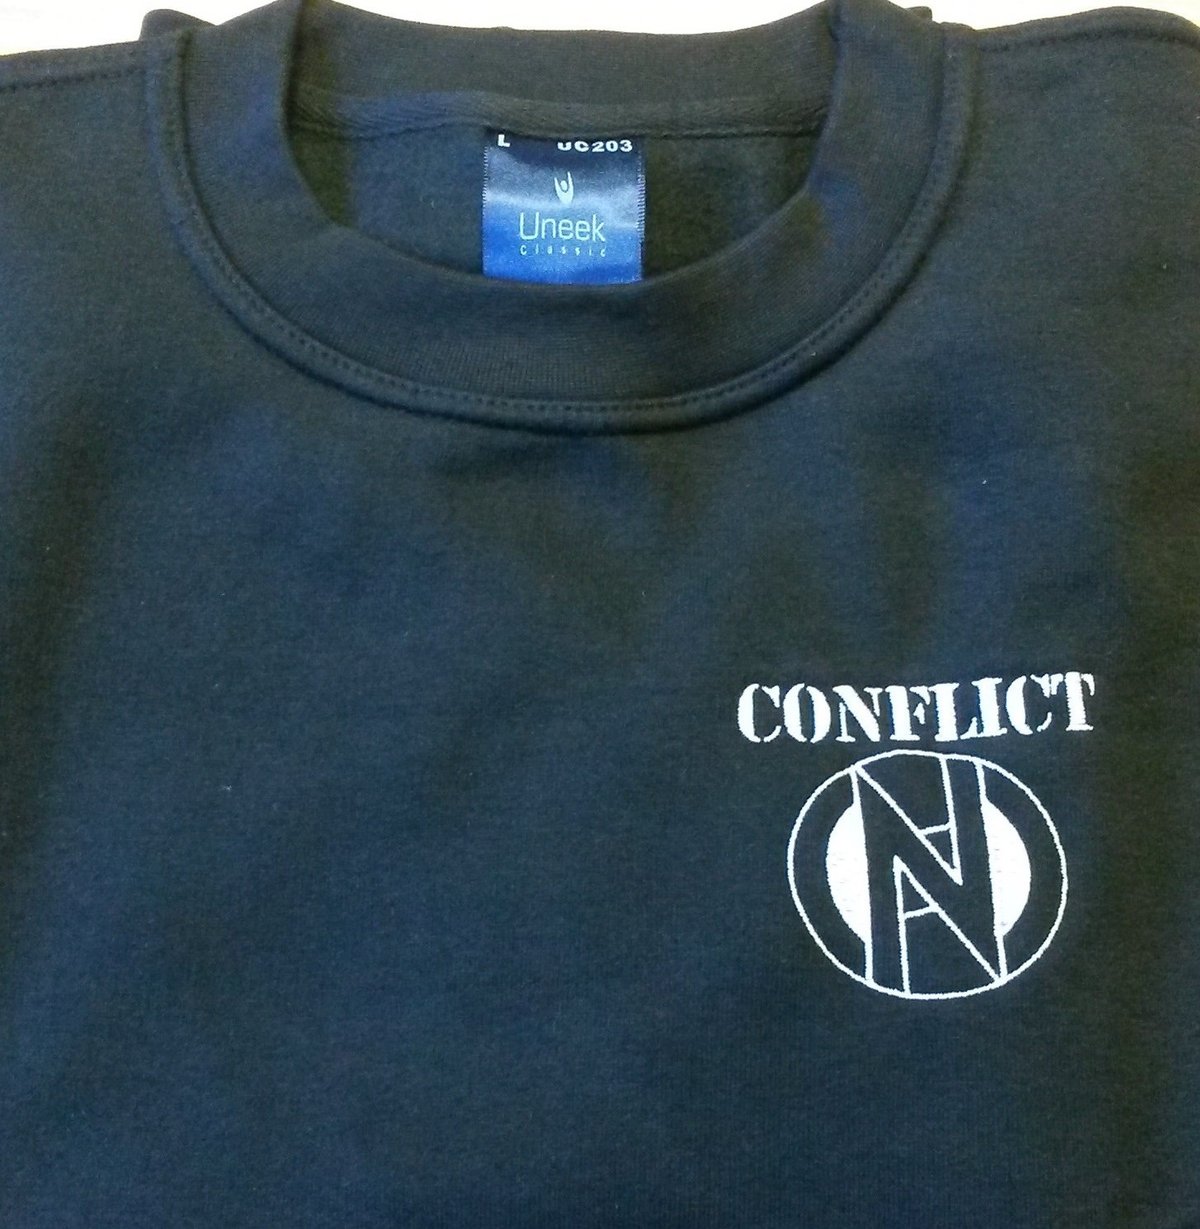 L UC203
Uneek
Classic
CONFLICT